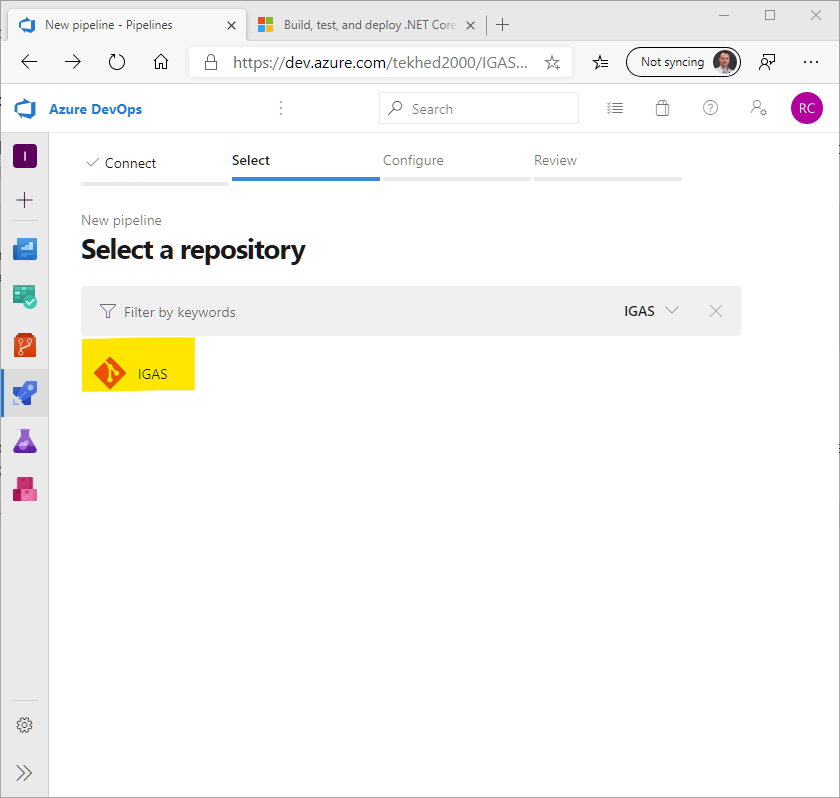 New pipeline - Pipelines
Build, test, and deploy .NET Core
https://dev.azure.com/tekhed2000/IGAS...
Not syncing
Azure DevOps
Search
RC
I
Connect
Select
Configure
Review
New pipeline
Select a repository
Filter by keywords
IGAS
IGAS